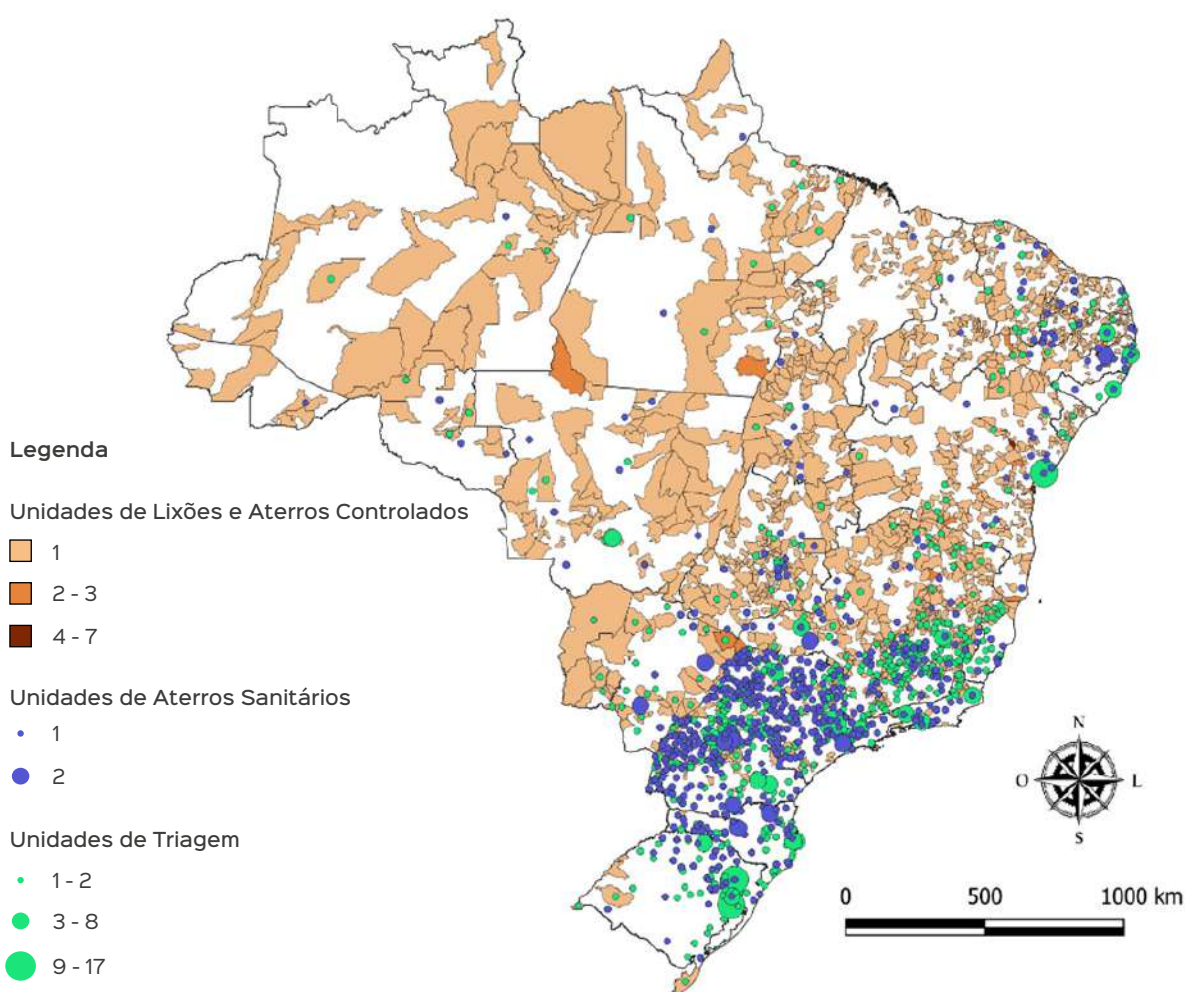 Legenda
Unidades de Lixões e Aterros Controlados
1
2 - 3
4 - 7
Unidades de Aterros Sanitários
1
2
Unidades de Triagem
1 - 2
3 - 8
9 - 17
N
O L
S
0 500 1000 km